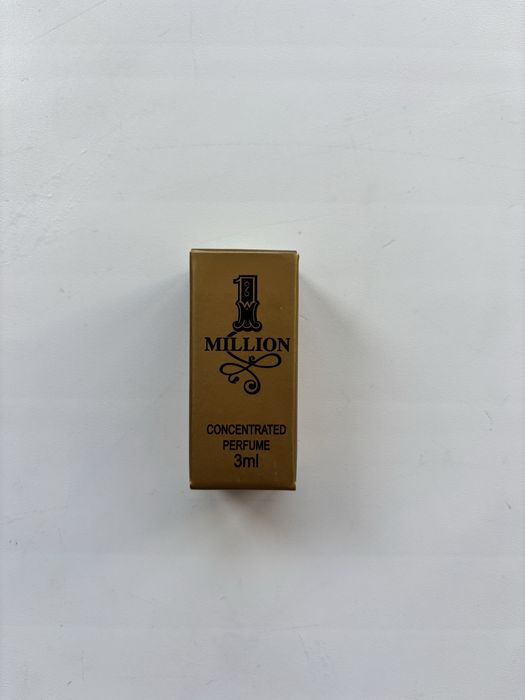 1
MILLION
CONCENTRATED
PERFUME
3ml